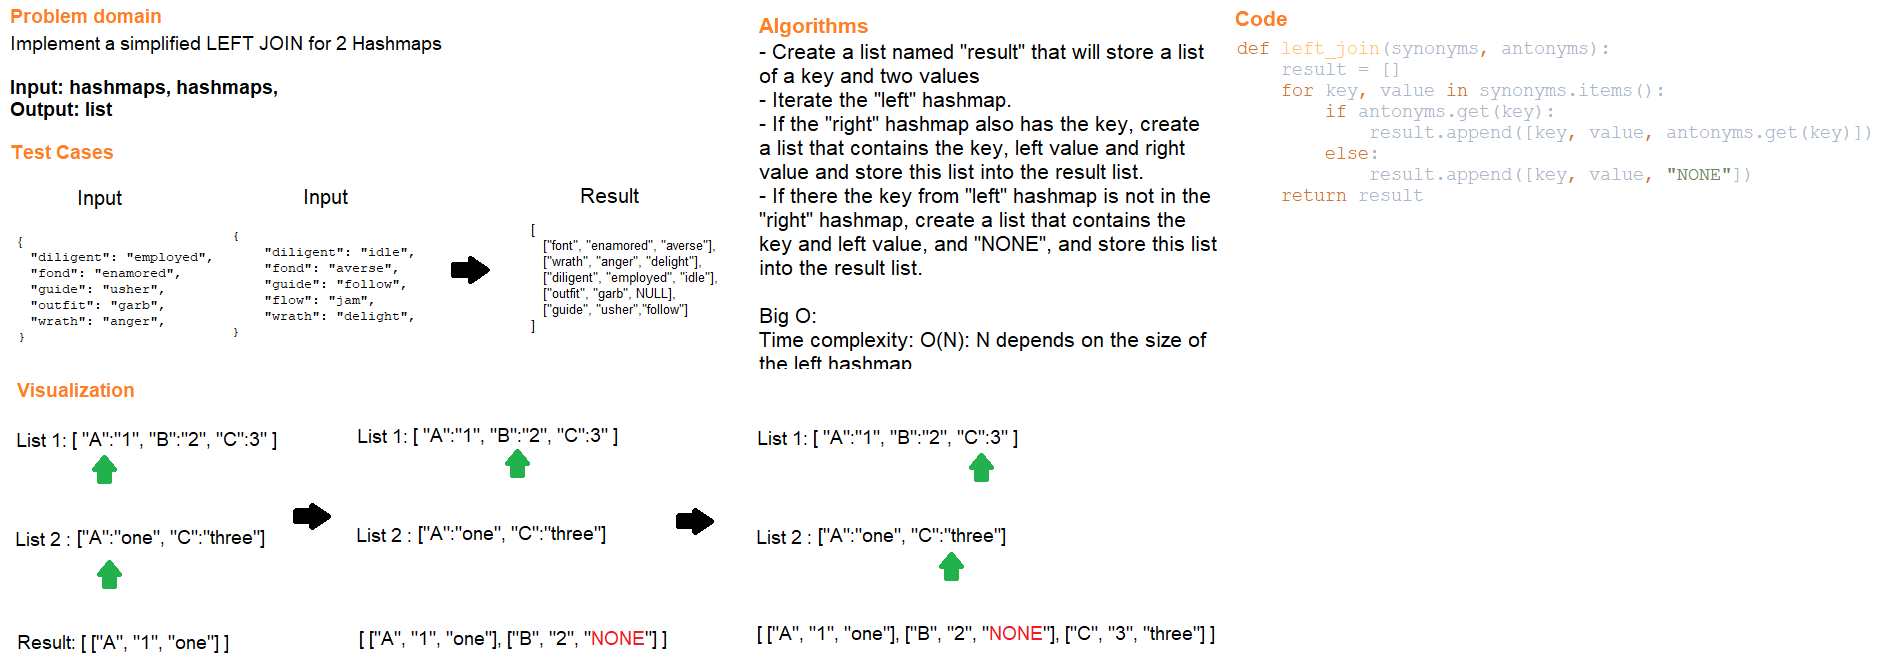 Problem domain
Implement a simplified LEFT JOIN for 2 Hashmaps
Input: hashmaps, hashmaps,
Output: list
Test Cases
Input
{
"diligent": "employed",
"fond": "enamored",
"guide": "usher",
"outfit": "garb",
"wrath": "anger",
}
Input
{
"diligent": "idle",
"fond": "averse",
"guide": "follow",
"flow": "jam",
"wrath": "delight",
}
Result
[
["font", "enamored", "averse"],
["wrath", "anger", "delight"],
["diligent", "employed", "idle"],
["outfit", "garb", NULL],
["guide", "usher","follow"]
]
Algorithms
- Create a list named "result" that will store a list
of a key and two values
- Iterate the "left" hashmap.
- If the "right" hashmap also has the key, create
a list that contains the key, left value and right
value and store this list into the result list.
- If there the key from "left" hashmap is not in the
"right" hashmap, create a list that contains the
key and left value, and "NONE", and store this list
into the result list.
Big O:
Time complexity: O(N): N depends on the size of
the left hashmap
Code
def left_join(synonyms, antonyms):
    result = []
    for key, value in synonyms.items():
        if antonyms.get(key):
            result.append([key, value, antonyms.get(key)])
        else:
            result.append([key, value, "NONE"])
    return result
Visualization
List 1: [ "A":"1", "B":"2", "C":3" ]
List 2 : ["A":"one", "C":"three"]
Result: [ ["A", "1", "one"] ]
List 1: [ "A":"1", "B":"2", "C":3" ]
List 2 : ["A":"one", "C":"three"]
[ ["A", "1", "one"], ["B", "2", "NONE"] ]
List 1: [ "A":"1", "B":"2", "C":3" ]
List 2 : ["A":"one", "C":"three"]
[ ["A", "1", "one"], ["B", "2", "NONE"], ["C", "3", "three"] ]